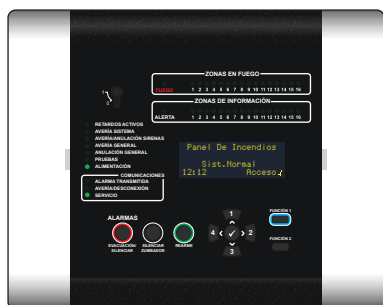 ZONAS EN FUEGO
FUEGO 1 2 3 4 5 6 7 8 9 10 11 12 13 14 15 16
1
0
ZONAS DE INFORMACIÓN
ALERTA 1 2 3 4 5 6 7 8 9 10 11 12 13 14 15 16
RETARDOS ACTIVOS
AVERÍA SISTEMA
AVERÍA/ANULACIÓN SIRENAS
AVERÍA GENERAL
ANULACIÓN GENERAL
PRUEBAS
ALIMENTACIÓN
COMUNICACIONES
ALARMA TRANSMITIDA
AVERÍA/DESCONEXIÓN
SERVICIO
Panel De Incendios
Sist.Normal
12:12 Acceso
ALARMAS
EVACUACIÓN/
SILENCIAR
SILENCIAR
ZUMBADOR
REARME
1
4 ✓ 2
3
FUNCIÓN 1
FUNCIÓN 2